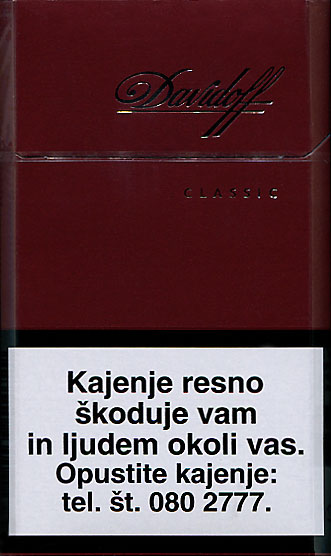 Davidoff
CLASSIC
Kajenje resno
škoduje vam
in ljudem okoli vas.
Opustite kajenje:
tel. št. 080 2777.